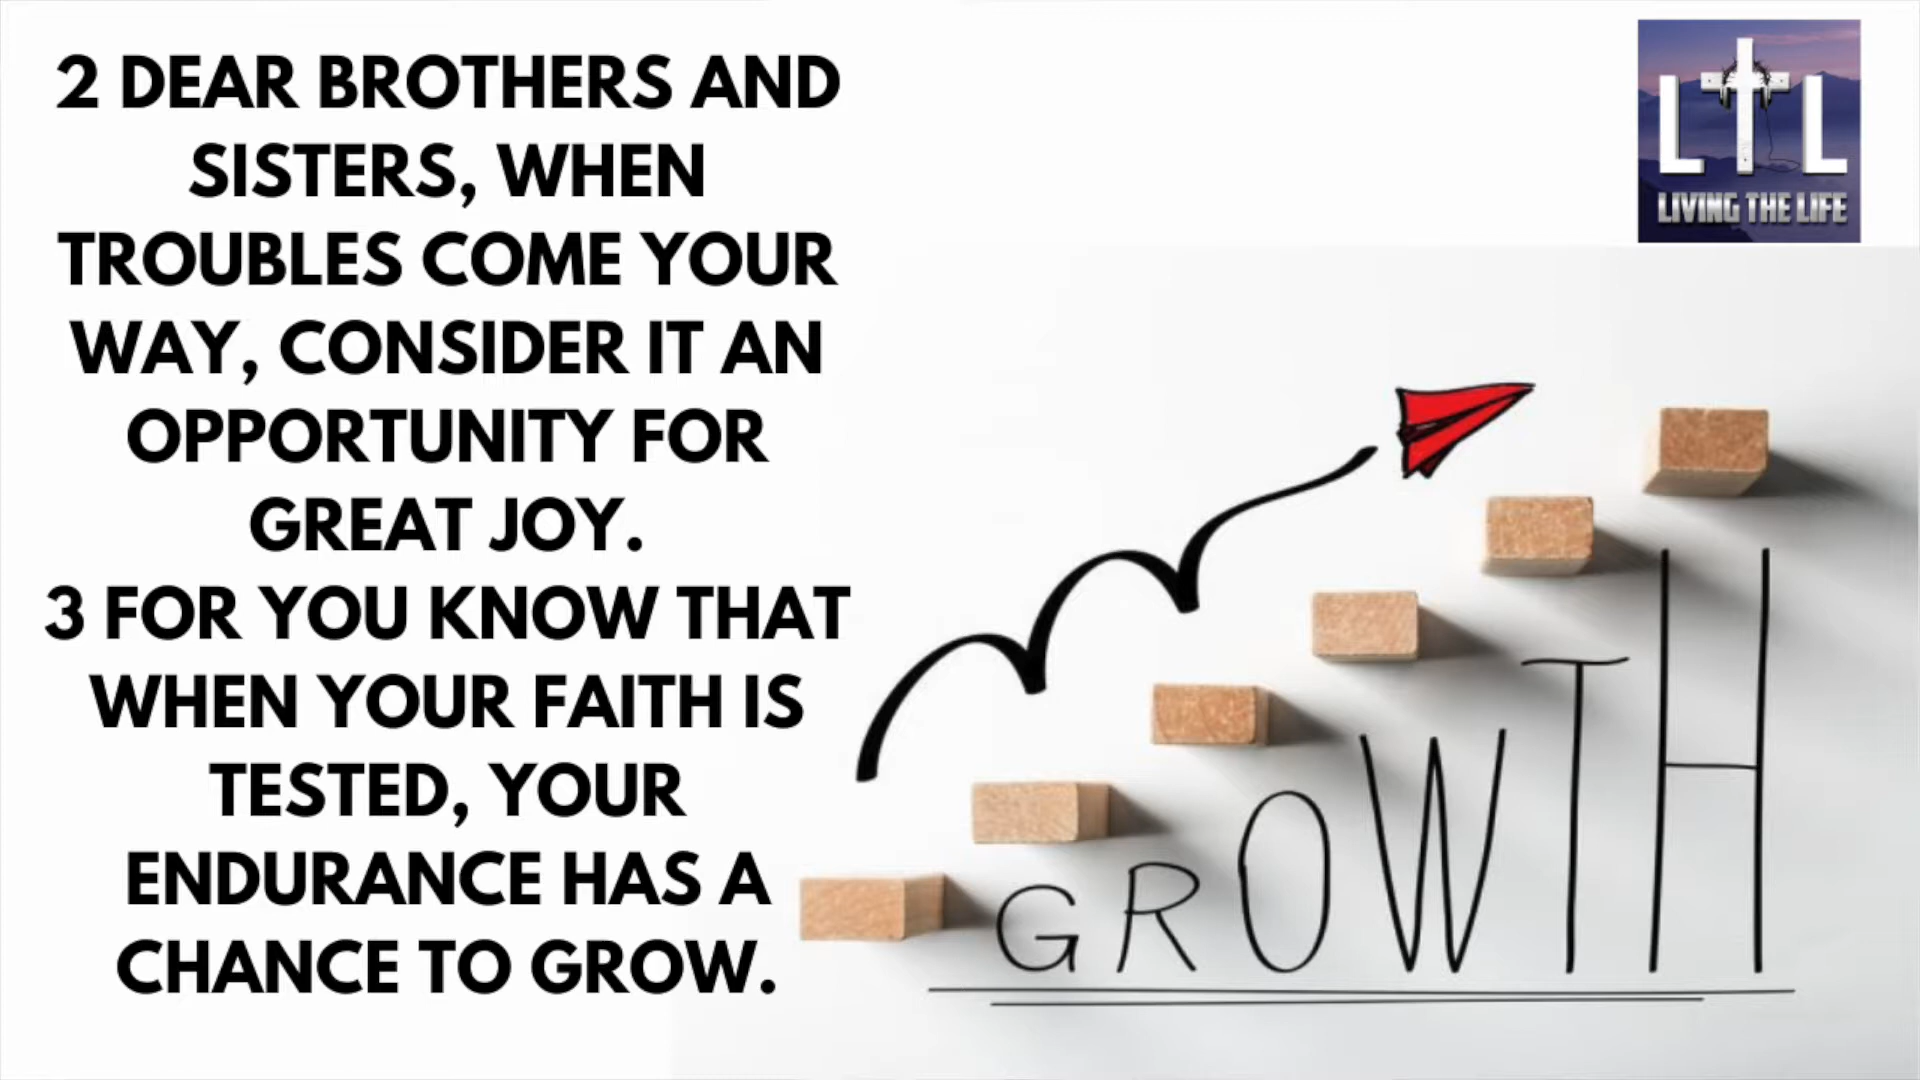 2 DEAR BROTHERS AND
SISTERS, WHEN
TROUBLES COME YOUR
WAY, CONSIDER IT AN
OPPORTUNITY FOR
GREAT JOY.
3 FOR YOU KNOW THAT
WHEN YOUR FAITH IS
TESTED, YOUR
ENDURANCE HAS A
CHANCE TO GROW.
LTL
LIVING THE LIFE
GROWTH